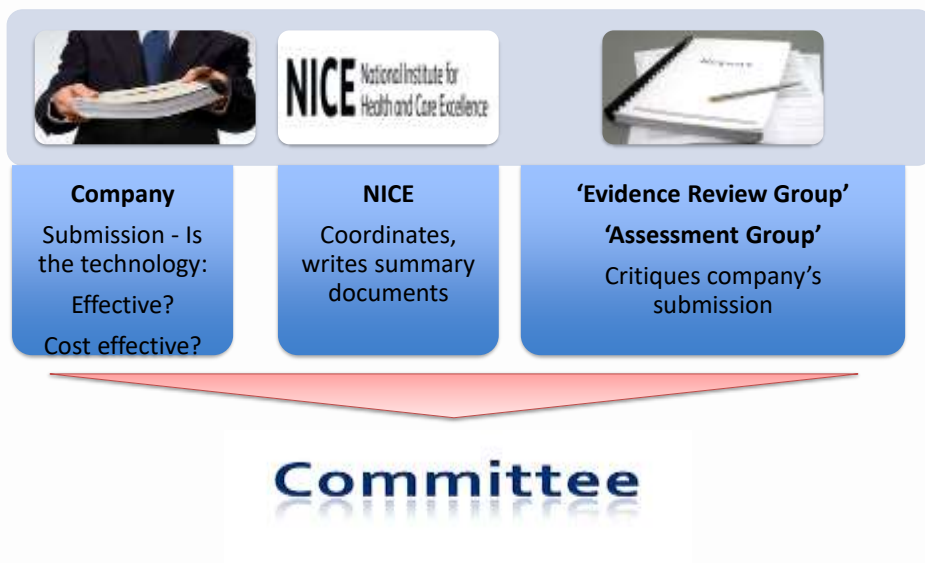 NICE National Institute for
Health and Care Excellence
Report
Company
Submission - Is
the technology:
Effective?
Cost effective?
NICE
Coordinates,
writes summary
documents
‘Evidence Review Group’
‘Assessment Group’
Critiques company’s
submission
Committee